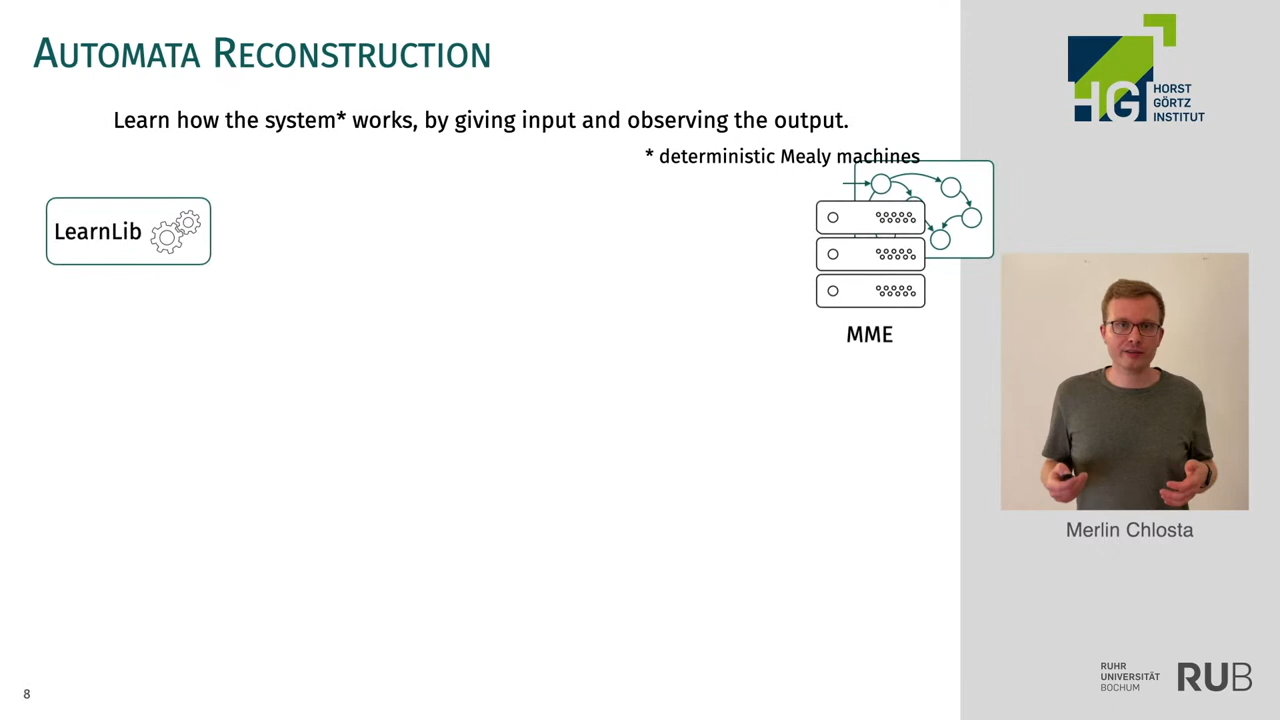 AUTOMATA RECONSTRUCTION
Learn how the system* works, by giving input and observing the output.
* deterministic Mealy machines
LearnLib
MME
8
HGI
HORST
GÖRTZ
INSTITUT
Merlin Chlosta
RUHR
UNIVERSITÄT
BOCHUM
RUB